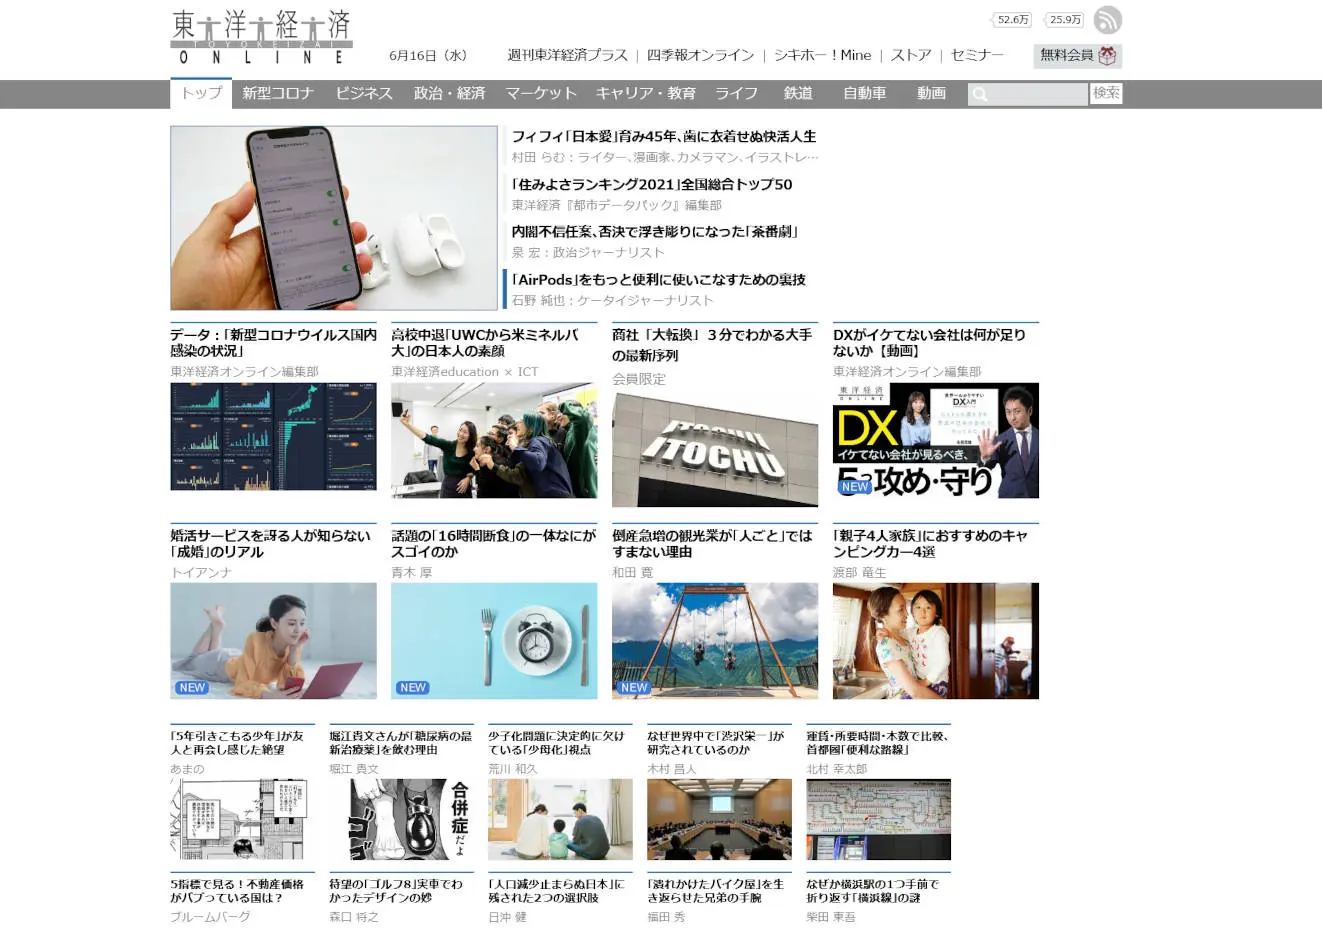 東洋経済
TOYOKEIZAI
ONLINE
6月16日（水）
週刊東洋経済プラス | 四季報オンライン | シキホー！Mine | ストア | セミナー
52.6万
25.9万
無料会員
トップ 新型コロナ ビジネス 政治・経済 マーケット キャリア・教育 ライフ 鉄道 自動車 動画
検索
フィフィ｢日本愛｣育み45年､歯に衣着せぬ快活人生
村田 らむ : ライター､漫画家､カメラマン､イラストレ…
｢住みよさランキング2021｣全国総合トップ50
東洋経済『都市データパック』編集部
内閣不信任案､否決で浮き彫りになった｢茶番劇｣
泉 宏 : 政治ジャーナリスト
｢AirPods｣をもっと便利に使いこなすための裏技
石野 純也 : ケータイジャーナリスト
データ：｢新型コロナウイルス国内
感染の状況｣
東洋経済オンライン編集部
高校中退｢UWCから米ミネルバ
大｣の日本人の素顔
東洋経済education × ICT
商社「大転換」３分でわかる大手
の最新序列
会員限定
ITOCHU
ITOCHU
DXがイケてない会社は何が足り
ないか【動画】
東洋経済オンライン編集部
東洋経済
ONLINE
DX入門
DX
イケてない会社が見るべき、
5つの攻め・守り
NEW
婚活サービスを訝る人が知らない
｢成婚｣のリアル
トイアンナ
NEW
話題の｢16時間断食｣の一体なにが
スゴイのか
青木 厚
NEW
倒産急増の観光業が｢人ごと｣では
すまない理由
和田 寛
NEW
｢親子4人家族｣におすすめのキャ
ンピングカー4選
渡部 竜生
｢5年引きこもる少年｣が友
人と再会し感じた絶望
あまの
堀江貴文さんが｢糖尿病の最
新治療薬｣を飲む理由
堀江 貴文
合併症だよ
少子化問題に決定的に欠け
ている｢少母化｣視点
荒川 和久
なぜ世界中で｢渋沢栄一｣が
研究されているのか
木村 昌人
運賃・所要時間・本数で比較､
首都圏｢便利な路線｣
北村 幸太郎
5指標で見る！不動産価格
がバブっている国は？
ブルームバーグ
待望の｢ゴルフ8｣実車でわ
かったデザインの妙
森口 将之
｢人口減少止まらぬ日本｣に
残された2つの選択肢
日沖 健
｢潰れかけたバイク屋｣を生
き返らせた兄弟の手腕
福田 秀
なぜか横浜駅の1つ手前で
折り返す｢横浜線｣の謎
柴田 東吾